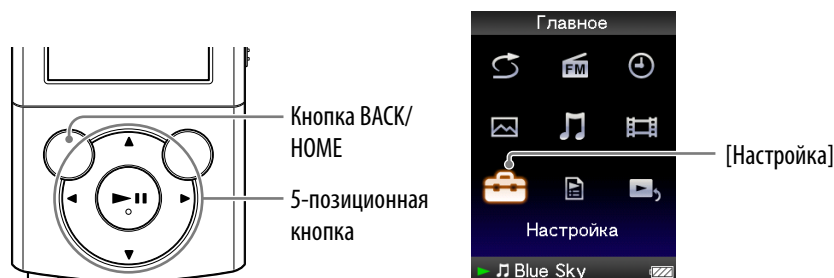 Кнопка BACK/
HOME
5-позиционная
кнопка
Главное
FM
[Настройка]
Настройка
Blue Sky